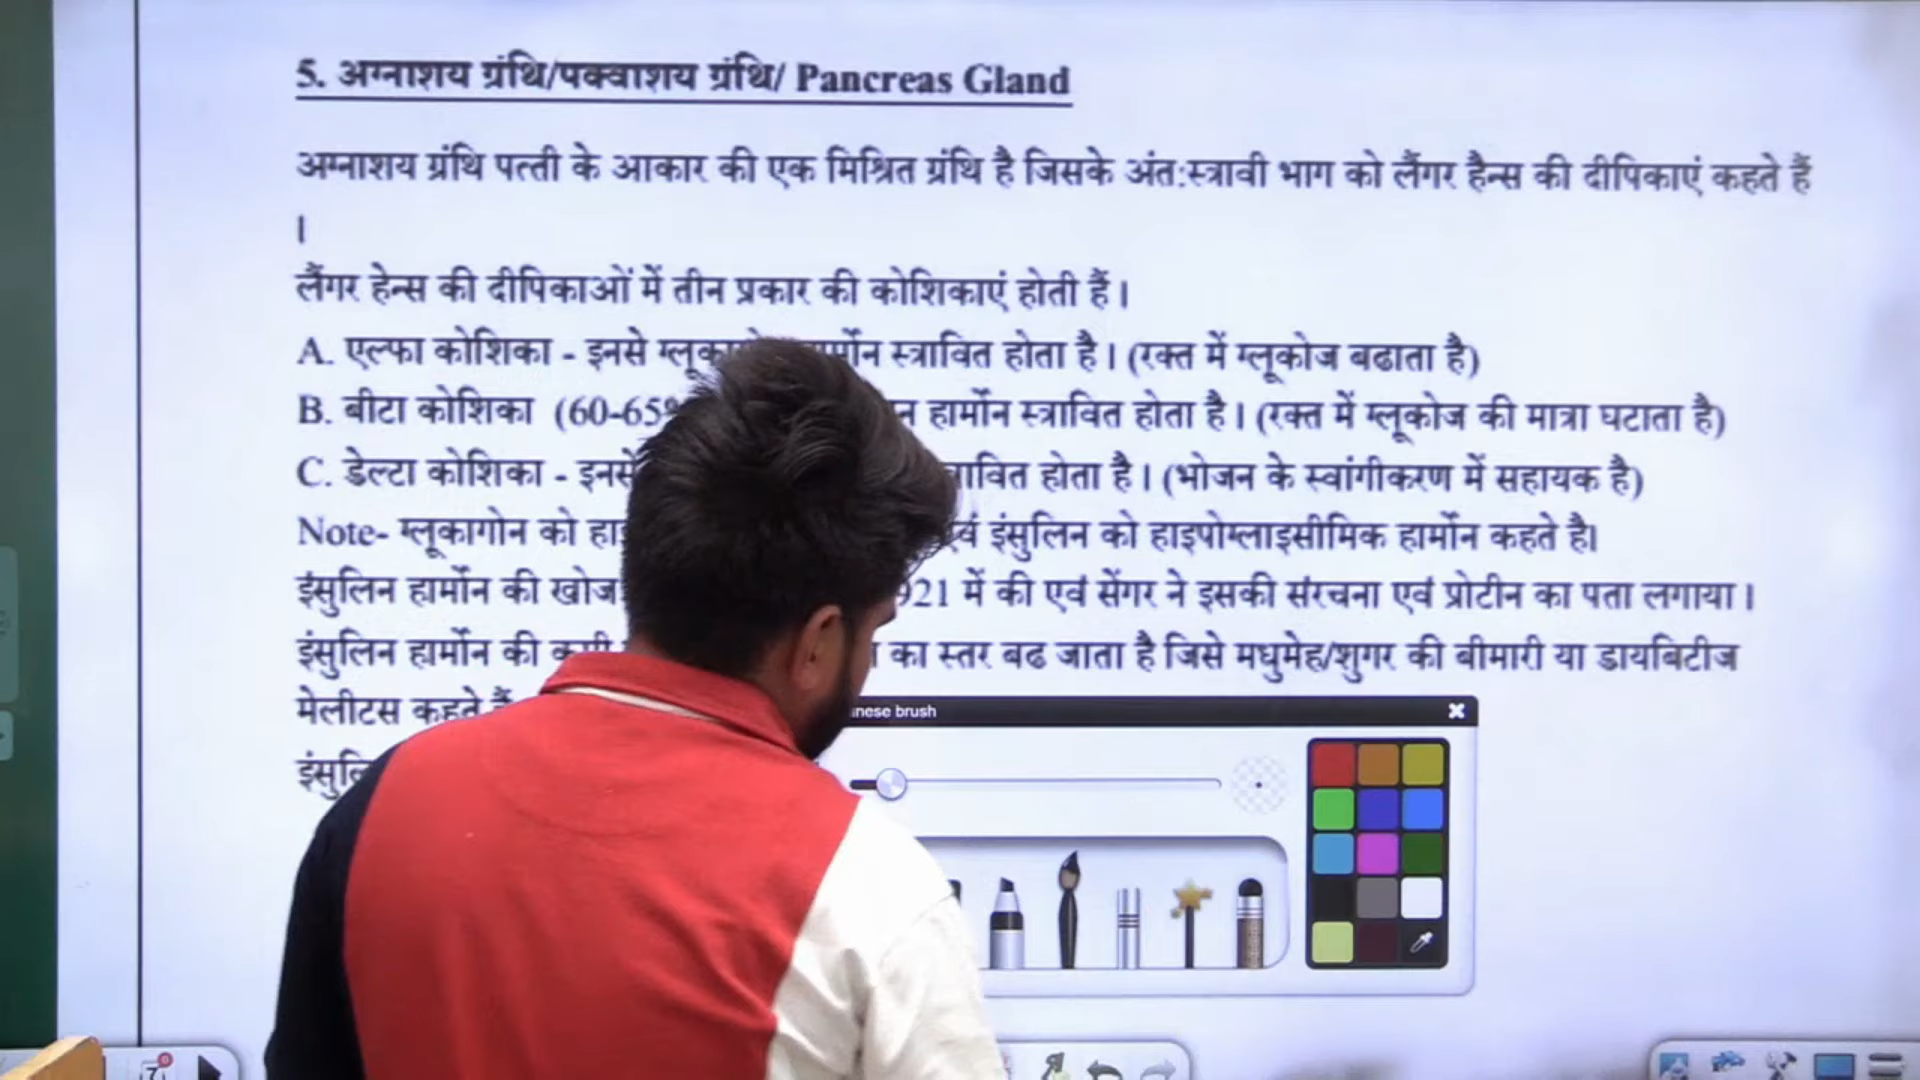 5. अग्नाशय ग्रंथि/पक्वाशय ग्रंथि/ Pancreas Gland
अग्नाशय ग्रंथि पत्ती के आकार की एक मिश्रित ग्रंथि है जिसके अंत:स्त्रावी भाग को लैंगर हैन्स की दीपिकाएं कहते हैं
।
लैंगर हेन्स की दीपिकाओं में तीन प्रकार की कोशिकाएं होती हैं।
A. एल्फा कोशिका - इनसे स्त्रावित होता है। (रक्त में ग्लूकोज बढाता है)
B. बीटा कोशिका (60-65% हार्मोन स्त्रावित होता है। (रक्त में ग्लूकोज की मात्रा घटाता है)
C. डेल्टा कोशिका - इनसे होता है। (भोजन के स्वांगीकरण में सहायक है)
Note- ग्लूकागोन को इंसुलिन को हाइपोग्लाइसीमिक हार्मोन कहते है।
इंसुलिन हार्मोन की खोज में की एवं सेंगर ने इसकी संरचना एवं प्रोटीन का पता लगाया।
इंसुलिन हार्मोन की का स्तर बढ जाता है जिसे मधुमेह/शुगर की बीमारी या डायबिटीज
मेलीटस कहते हैं
brush